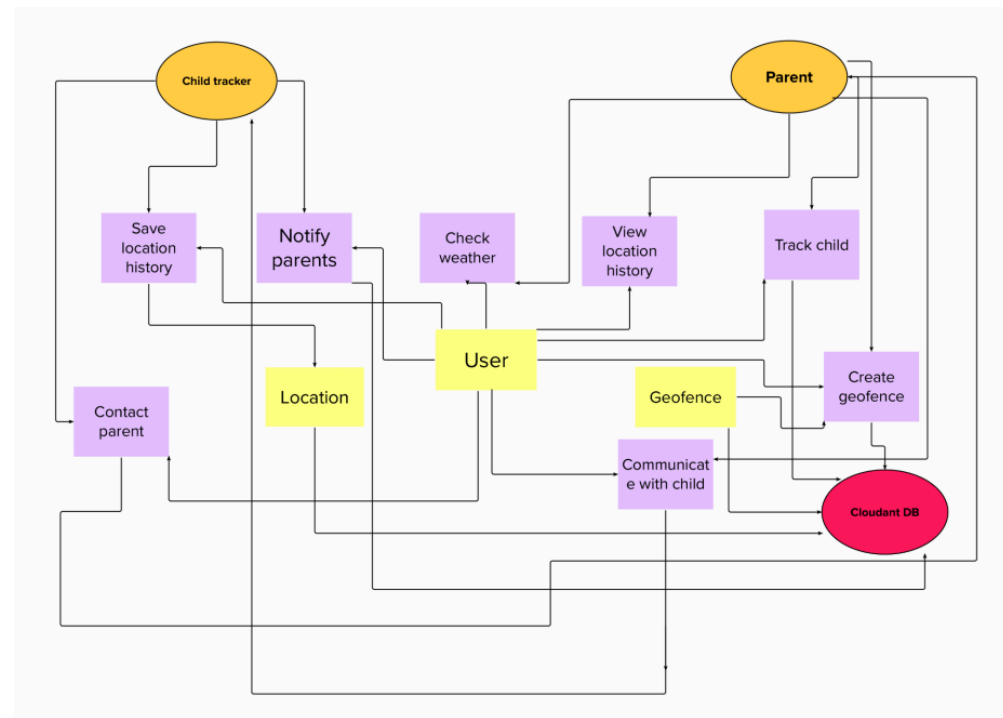 Child tracker
Parent
Save
location
history
Notify
parents
Check
weather
View
location
history
Track child
User
Location
Geofence
Create
geofence
Contact
parent
Communicat
e with child
Cloudant DB